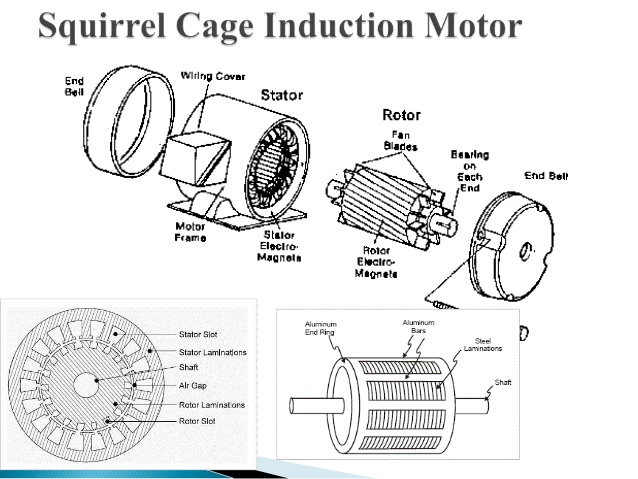 Squirrel Cage Induction Motor
End
Bell
Wiring Cover
Stator
Motor
Frame
Stator
Electro-
Magnets
Rotor
Fan
Blades
Bearing
on
Each
End
End Bell
Rotor
Electro-
Magnets
Stator Slot
Stator Laminations
Shaft
Air Gap
Rotor Laminations
Rotor Slot
Aluminum
End Ring
Aluminum
Bars
Steel
Laminations
Shaft